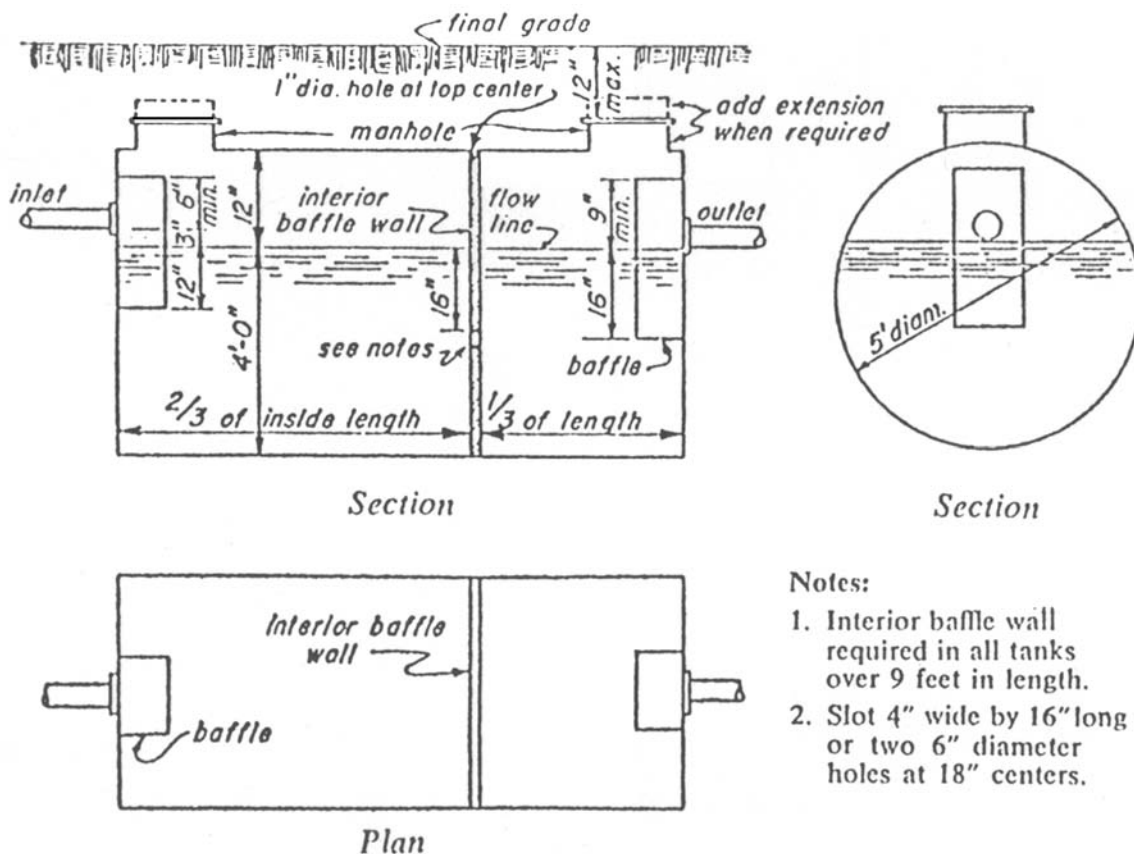 final grade
1" dia. hole at top center
12" max.
add extension
when required
manhole
inlet
6" min.
3"
12"
12"
4'-0"
interior
baffle wall
flow
line
9" min.
16"
16"
outlet
see notes
baffle
2/3 of inside length
1/3 of length
5' diam.
Section
Section
Interior baffle
wall
baffle
Plan
Notes:
1. Interior baffle wall
required in all tanks
over 9 feet in length.
2. Slot 4" wide by 16" long
or two 6" diameter
holes at 18" centers.